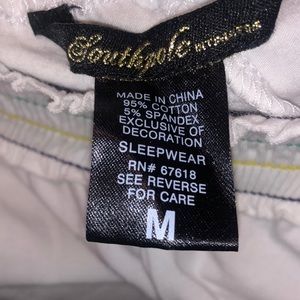 Southpole
MADE IN CHINA
95% COTTON
5% SPANDEX
EXCLUSIVE OF
DECORATION
SLEEPWEAR
RN# 67618
SEE REVERSE
FOR CARE
M